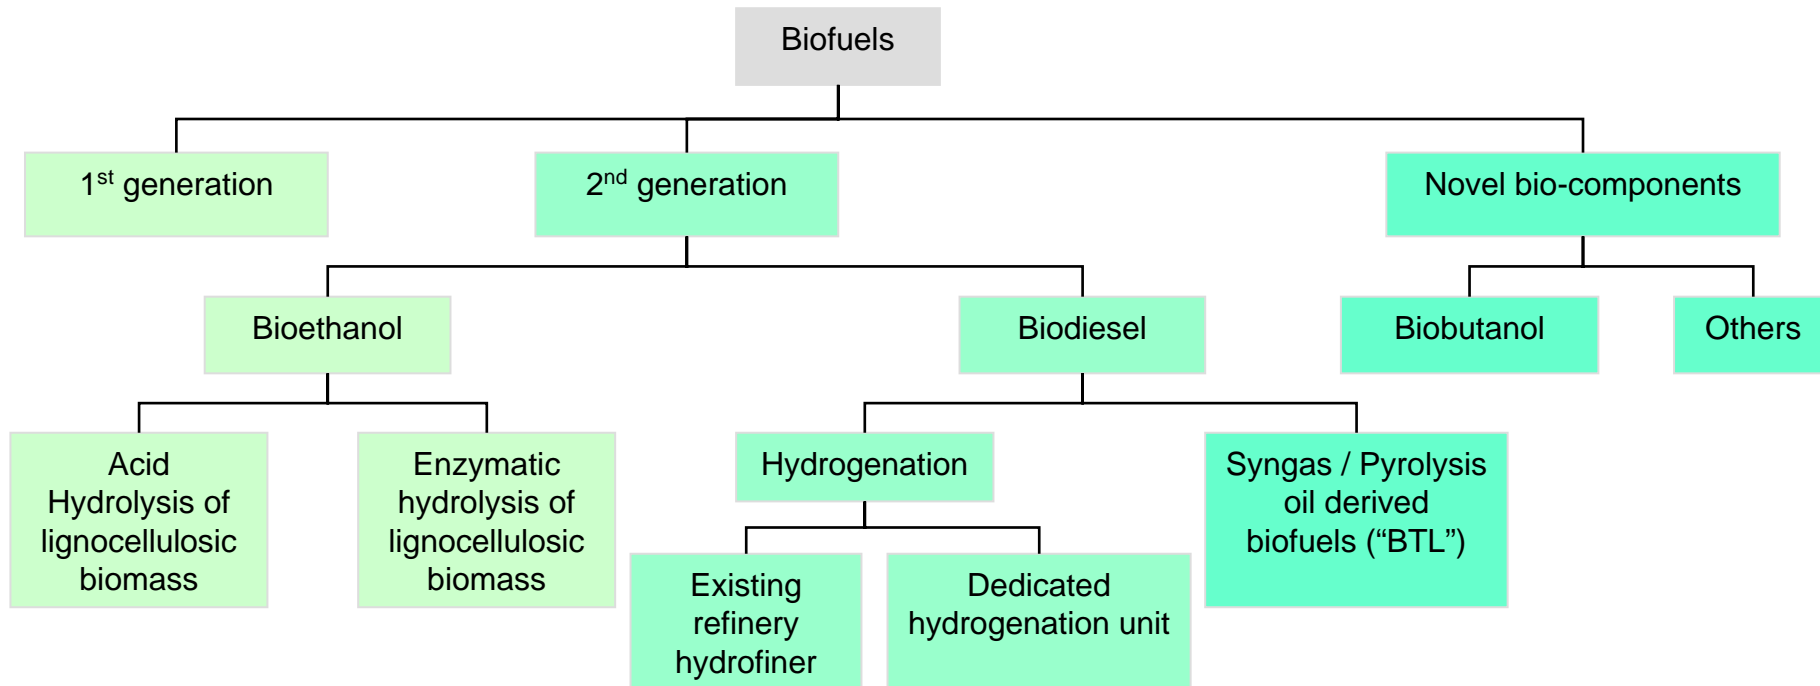 Biofuels
1st generation
2nd generation
Novel bio-components
Bioethanol
Biodiesel
Biobutanol
Others
Acid
Hydrolysis of
lignocellulosic
biomass
Enzymatic
hydrolysis of
lignocellulosic
biomass
Hydrogenation
Syngas / Pyrolysis
oil derived
biofuels (“BTL”)
Existing
refinery
hydrofiner
Dedicated
hydrogenation unit